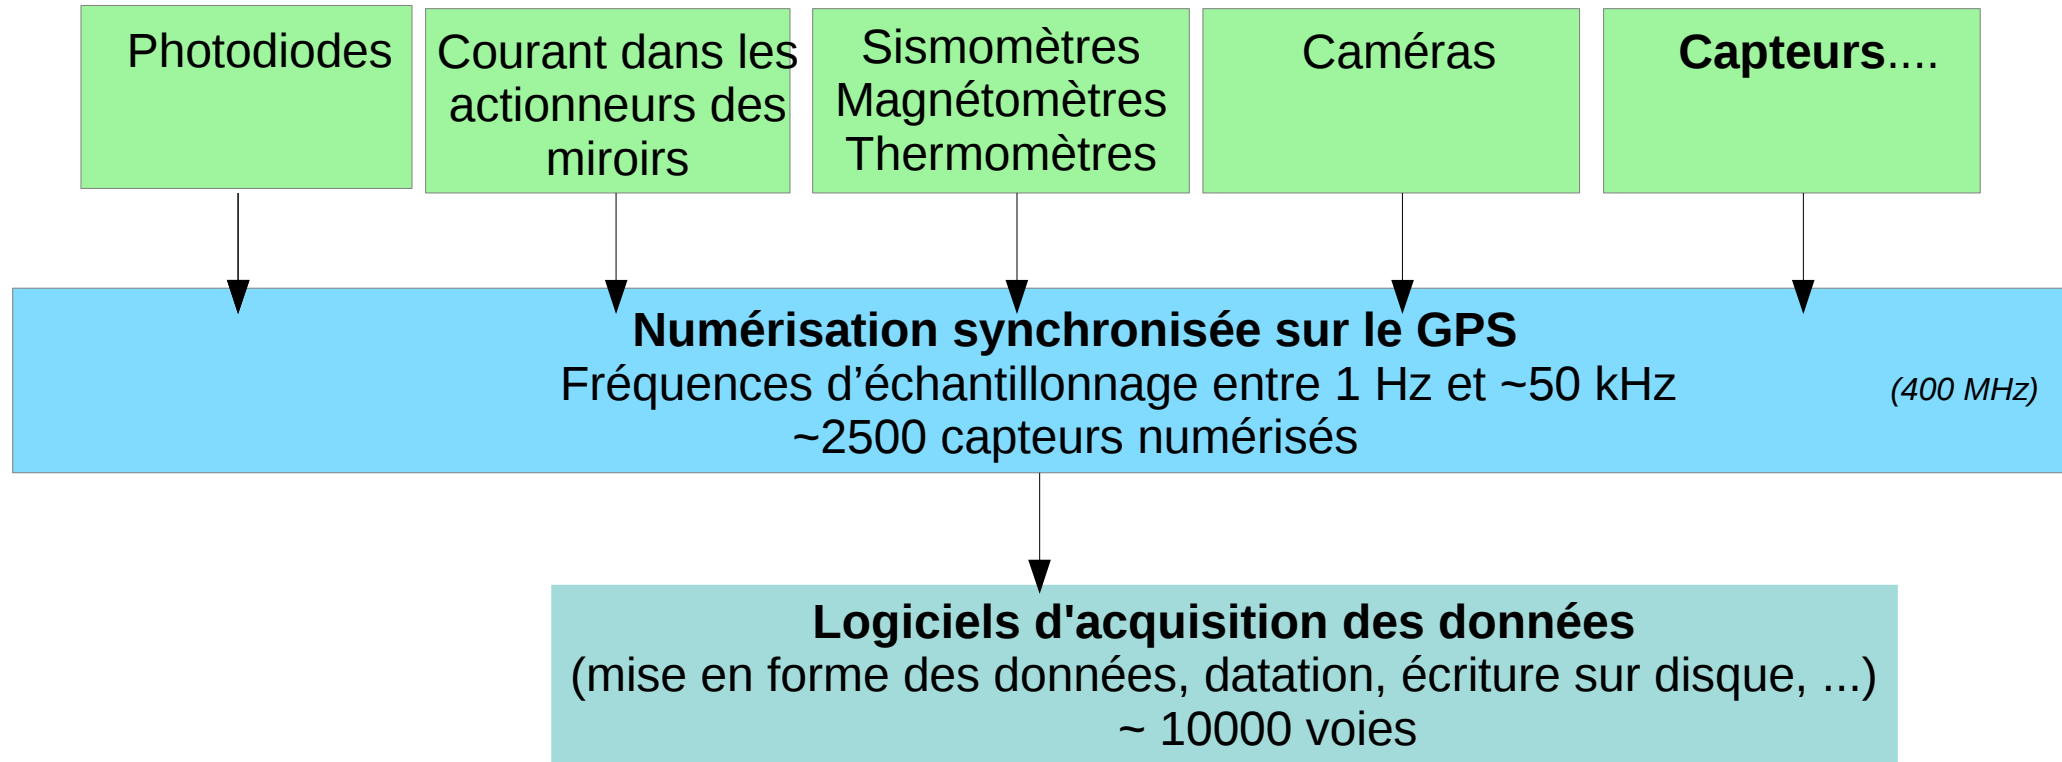 Photodiodes
Courant dans les
actionneurs des
miroirs
Sismomètres
Magnétomètres
Thermomètres
Caméras
Capteurs....
Numérisation synchronisée sur le GPS
Fréquences d’échantillonnage entre 1 Hz et ~50 kHz
(400 MHz)
~2500 capteurs numérisés
Logiciels d'acquisition des données
(mise en forme des données, datation, écriture sur disque, ...)
~ 10000 voies